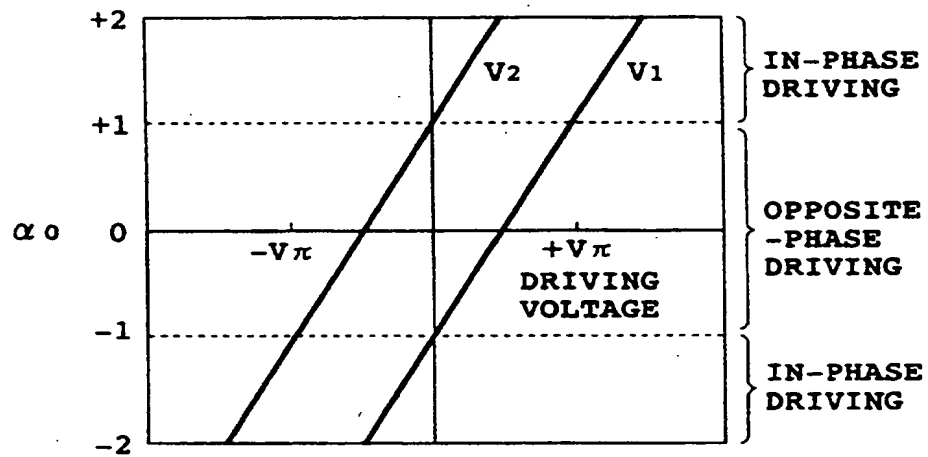 +2
V2
V1
IN-PHASE
DRIVING
+1
αo
0
-Vπ
+Vπ
DRIVING
VOLTAGE
OPPOSITE
-PHASE
DRIVING
-1
IN-PHASE
DRIVING
-2